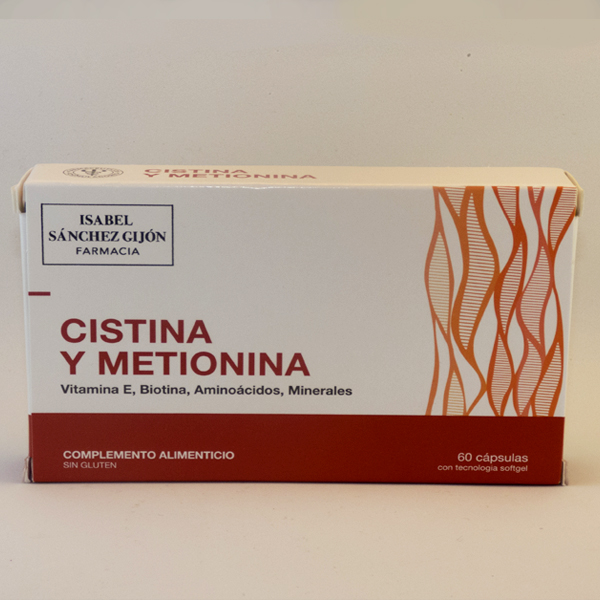 CISTINA
Y METIONINA
ISABEL
SÁNCHEZ GIJÓN
FARMACIA
CISTINA
Y METIONINA
Vitamina E, Biotina, Aminoácidos, Minerales
COMPLEMENTO ALIMENTICIO
SIN GLUTEN
60 cápsulas
con tecnología softgel